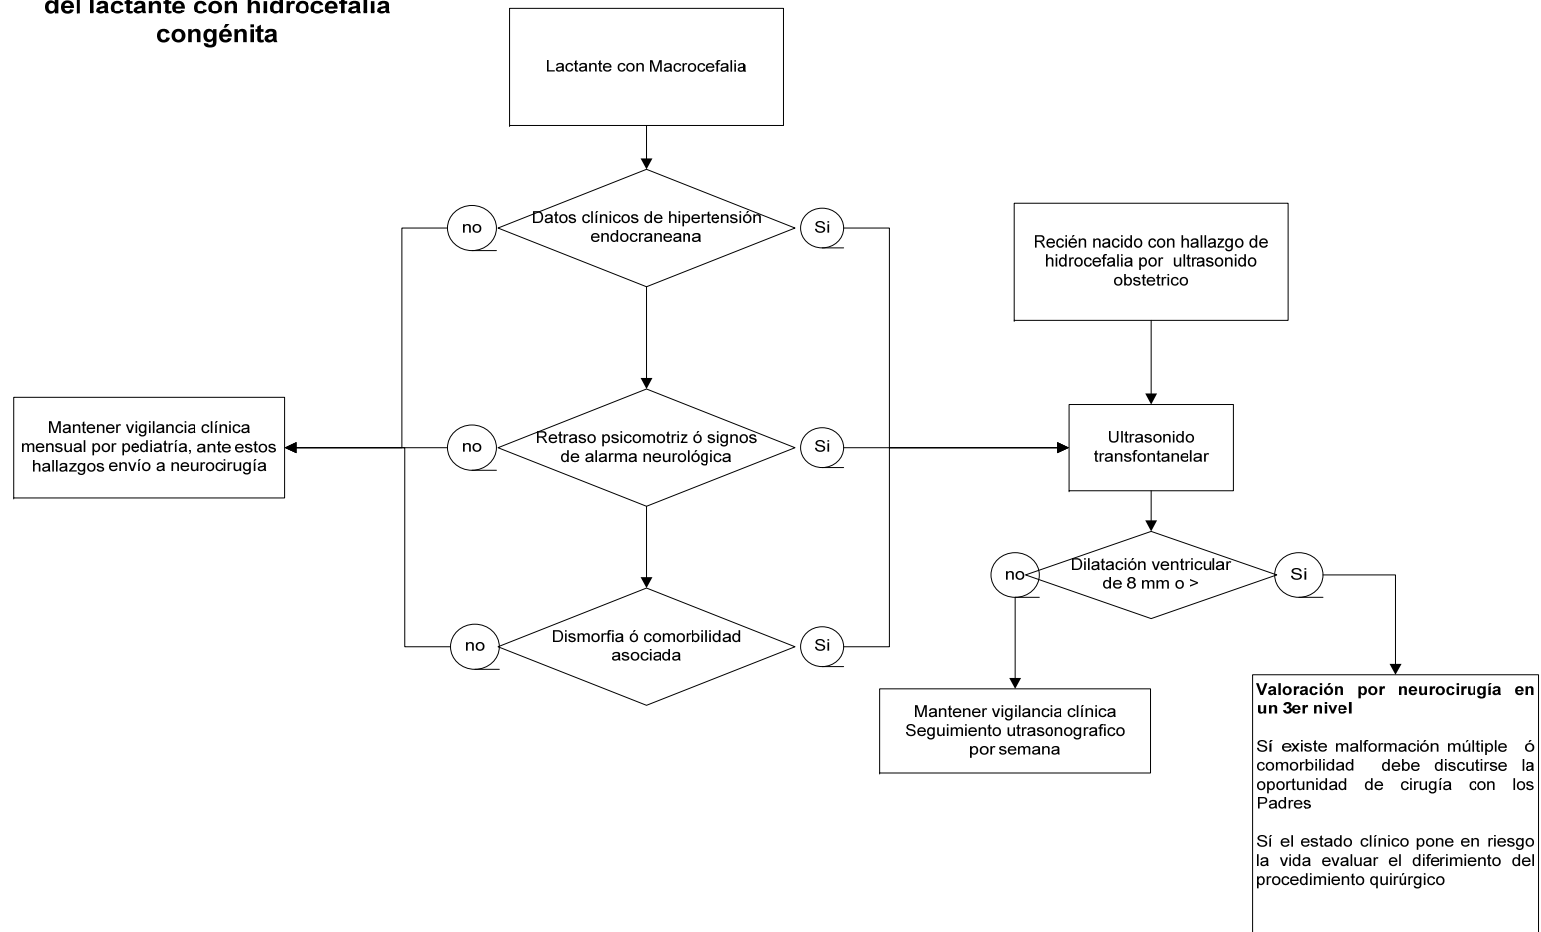 del lactante con hidrocefalia
congénita
Lactante con Macrocefalia
no
Datos clínicos de hipertensión
endocraneana
Si
Recién nacido con hallazgo de
hidrocefalia por ultrasonido
obstetrico
Mantener vigilancia clínica
mensual por pediatría, ante estos
hallazgos envío a neurocirugía
no
Retraso psicomotriz ó signos
de alarma neurológica
Si
Ultrasonido
transfontanelar
no
Dilatación ventricular
de 8 mm o >
Si
no
Dismorfia ó comorbilidad
asociada
Si
Mantener vigilancia clínica
Seguimiento utrasonografico
por semana
Valoración por neurocirugía en
un 3er nivel
Sí existe malformación múltiple ó
comorbilidad debe discutirse la
oportunidad de cirugía con los
Padres
Sí el estado clínico pone en riesgo
la vida evaluar el diferimiento del
procedimiento quirúrgico